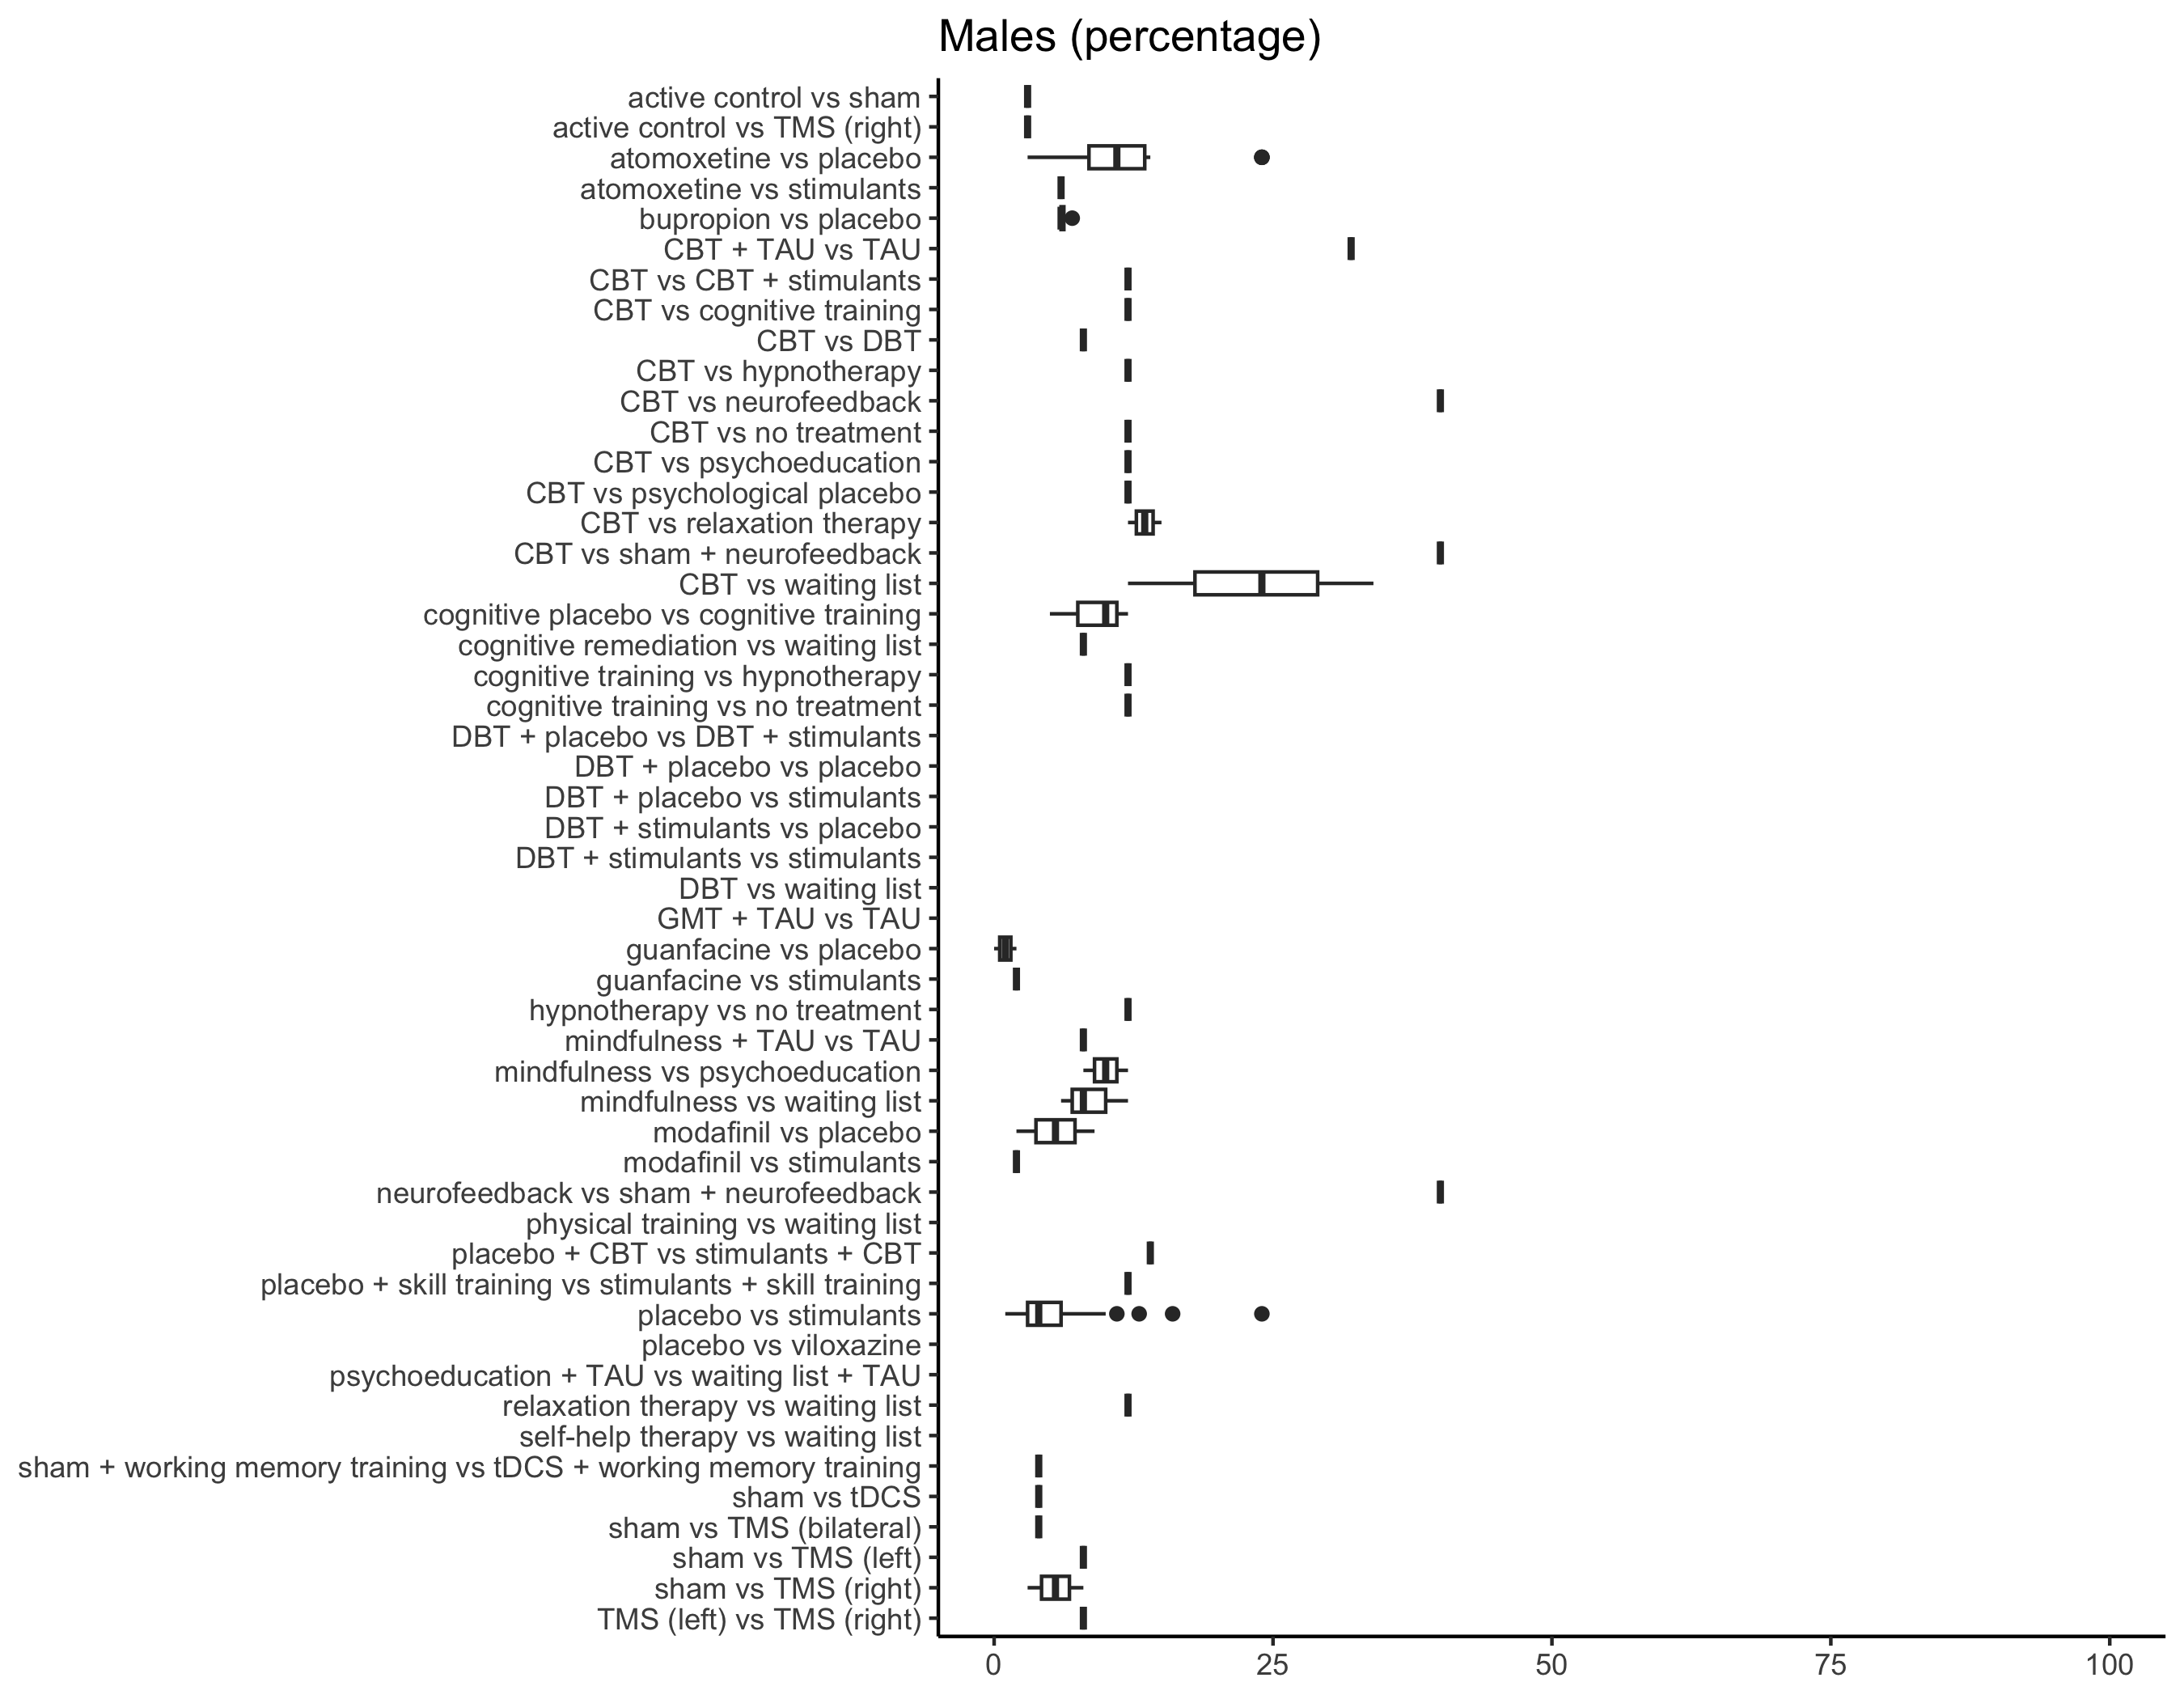 Males (percentage)
active control vs sham
active control vs TMS (right)
atomoxetine vs placebo
atomoxetine vs stimulants
bupropion vs placebo
CBT + TAU vs TAU
CBT vs CBT + stimulants
CBT vs cognitive training
CBT vs DBT
CBT vs hypnotherapy
CBT vs neurofeedback
CBT vs no treatment
CBT vs psychoeducation
CBT vs psychological placebo
CBT vs relaxation therapy
CBT vs sham + neurofeedback
CBT vs waiting list
cognitive placebo vs cognitive training
cognitive remediation vs waiting list
cognitive training vs hypnotherapy
cognitive training vs no treatment
DBT + placebo vs DBT + stimulants
DBT + placebo vs placebo
DBT + placebo vs stimulants
DBT + stimulants vs placebo
DBT + stimulants vs stimulants
DBT vs waiting list
GMT + TAU vs TAU
guanfacine vs placebo
guanfacine vs stimulants
hypnotherapy vs no treatment
mindfulness + TAU vs TAU
mindfulness vs psychoeducation
mindfulness vs waiting list
modafinil vs placebo
modafinil vs stimulants
neurofeedback vs sham + neurofeedback
physical training vs waiting list
placebo + CBT vs stimulants + CBT
placebo + skill training vs stimulants + skill training
placebo vs stimulants
placebo vs viloxazine
psychoeducation + TAU vs waiting list + TAU
relaxation therapy vs waiting list
self-help therapy vs waiting list
sham + working memory training vs tDCS + working memory training
sham vs tDCS
sham vs TMS (bilateral)
sham vs TMS (left)
sham vs TMS (right)
TMS (left) vs TMS (right)
0 25 50 75 100